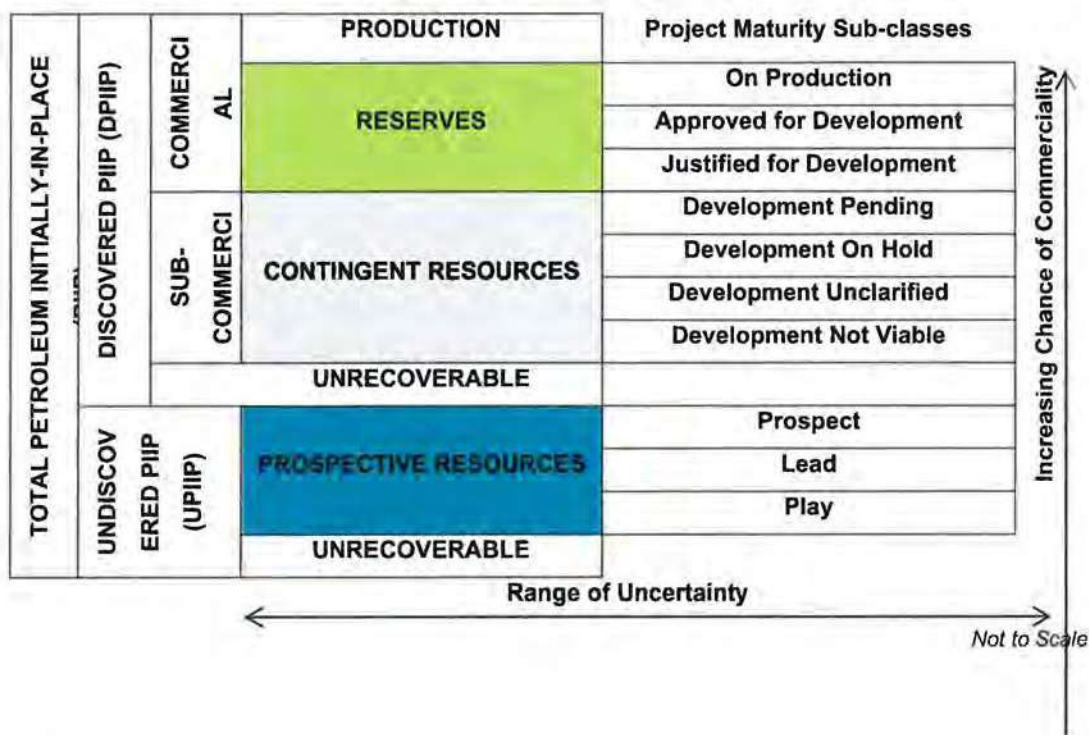 TOTAL PETROLEUM INITIALLY-IN-PLACE
DISCOVERED PIIP (DPIIP)
COMMERCI
AL
PRODUCTION
Project Maturity Sub-classes
RESERVES
On Production
Approved for Development
Justified for Development
SUB-
COMMERCI
CONTINGENT RESOURCES
Development Pending
Development On Hold
Development Unclarified
Development Not Viable
UNRECOVERABLE
UNDISCOV
ERED PIIP
(UPIIP)
PROSPECTIVE RESOURCES
Prospect
Lead
Play
UNRECOVERABLE
Increasing Chance of Commerciality
Range of Uncertainty
Not to Scale